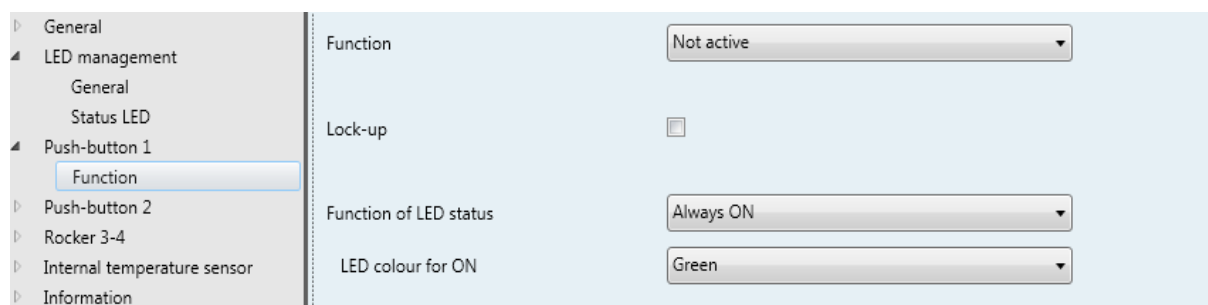 General
LED management
General
Status LED
Push-button 1
Function
Push-button 2
Rocker 3-4
Internal temperature sensor
Information
Function
Not active
Lock-up
Function of LED status
Always ON
LED colour for ON
Green